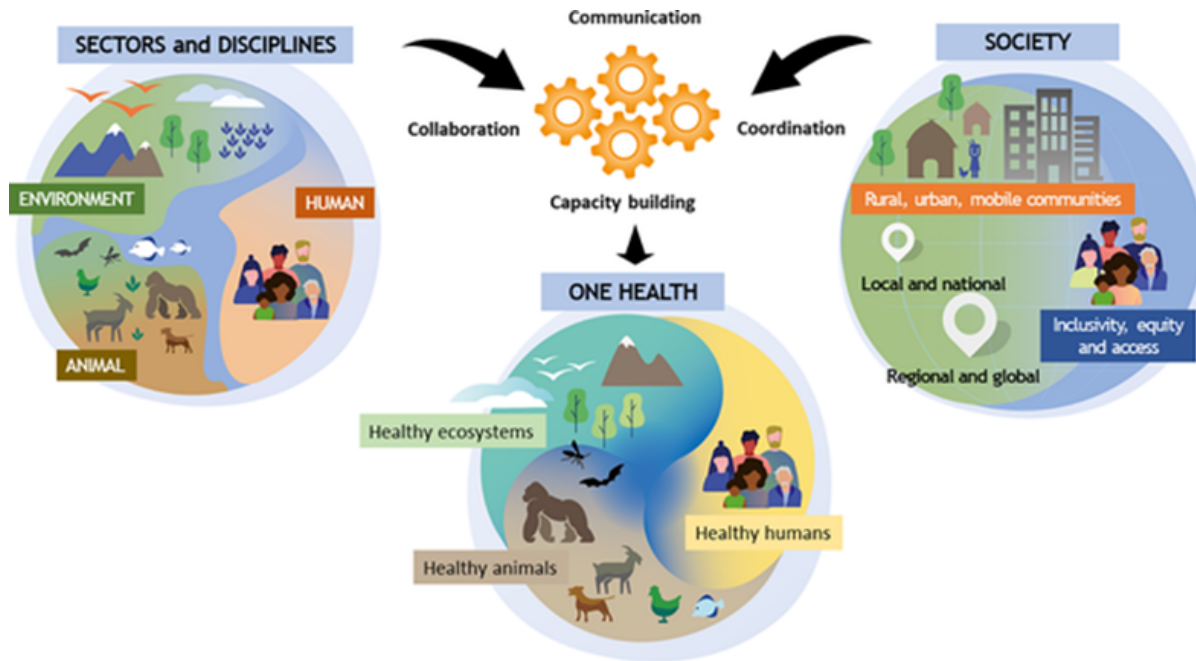 SECTORS and DISCIPLINES
ENVIRONMENT
HUMAN
ANIMAL
Communication
Collaboration
Coordination
Capacity building
SOCIETY
Rural, urban, mobile communities
Local and national
Inclusivity, equity
and access
Regional and global
ONE HEALTH
Healthy ecosystems
Healthy humans
Healthy animals